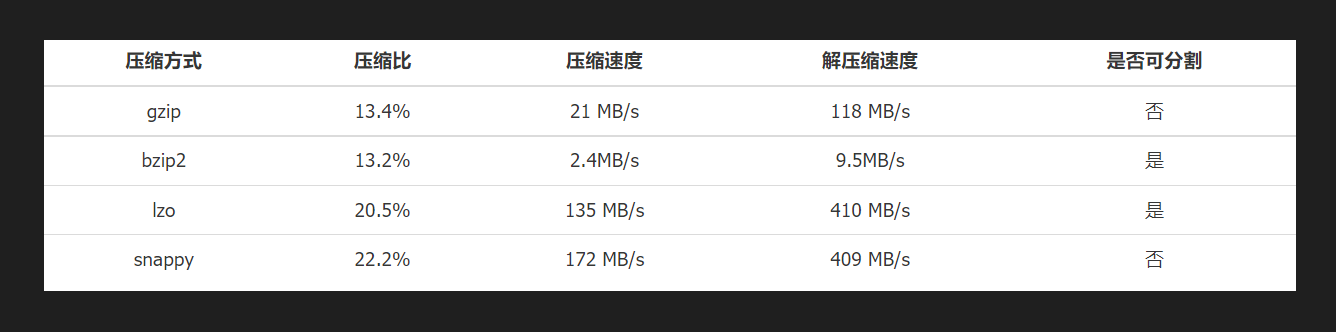 压缩方式 压缩比 压缩速度 解压缩速度 是否可分割
gzip 13.4% 21 MB/s 118 MB/s 否
bzip2 13.2% 2.4MB/s 9.5MB/s 是
lzo 20.5% 135 MB/s 410 MB/s 是
snappy 22.2% 172 MB/s 409 MB/s 否